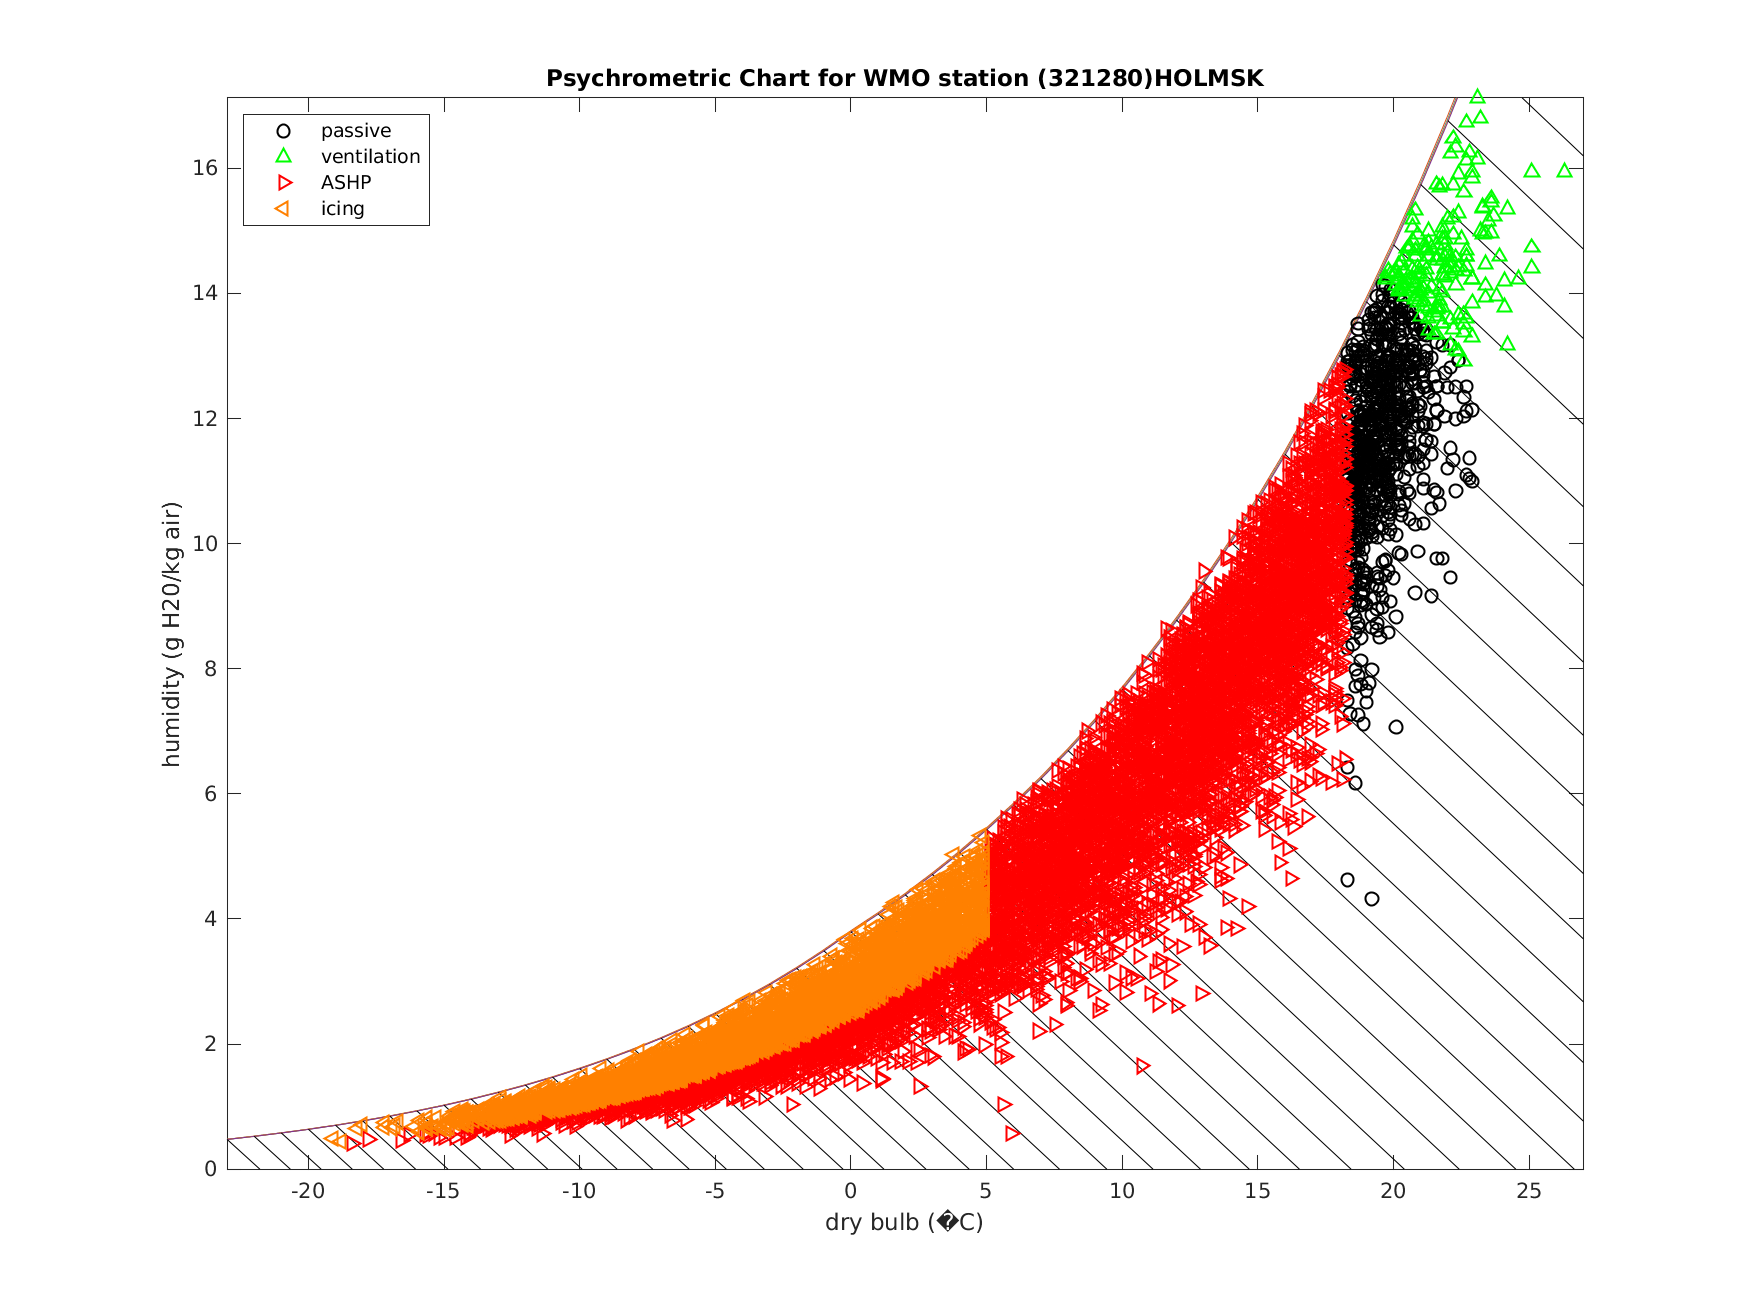 Psychrometric Chart for WMO station (321280)HOLMSK
passive
ventilation
ASHP
icing
humidity (g H20/kg air)
16
14
12
10
8
6
4
2
0
-20 -15 -10 -5 0 5 10 15 20 25
dry bulb (�C)